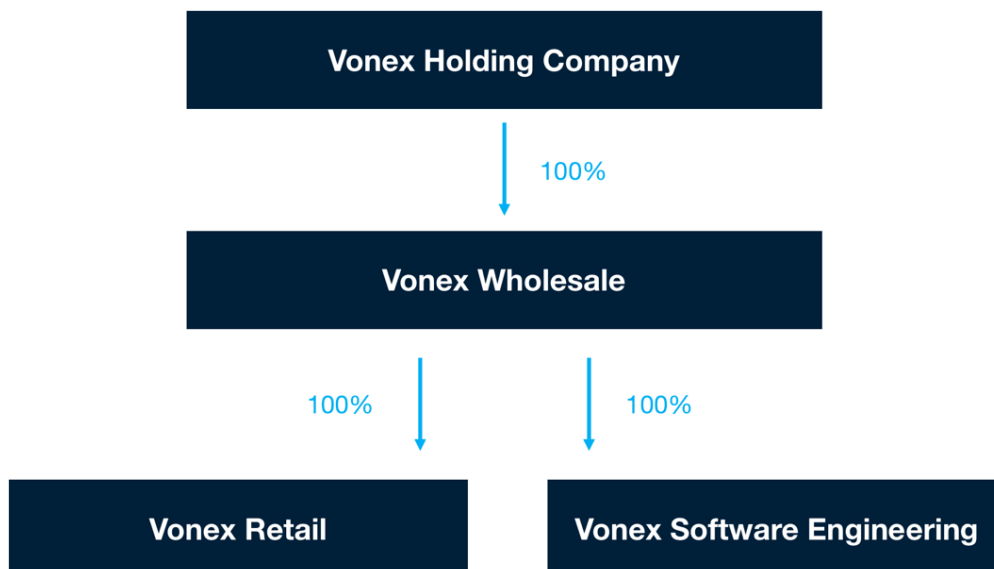 Vonex Holding Company
100%
Vonex Wholesale
100%
100%
Vonex Retail
Vonex Software Engineering